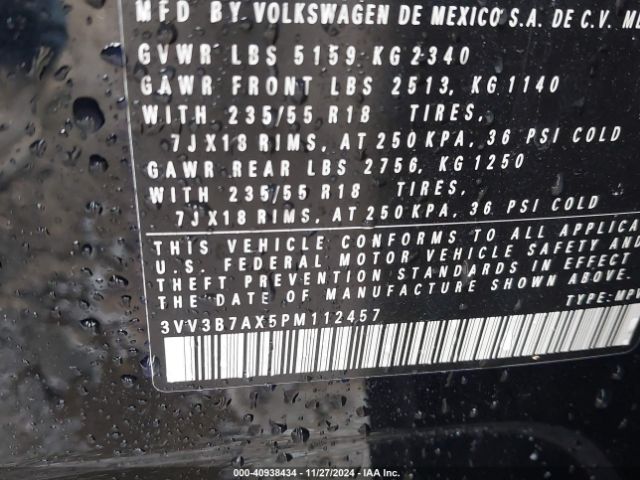 MFD BY VOLKSWAGEN DE MEXICO S.A. DE C.V.
GVWR LBS 5159 KG 2340
GAWR FRONT LBS 2513, KG 1140
WITH 235/55 R18 TIRES,
7JX18 RIMS, AT 250 KPA, 36 PSI COLD
GAWR REAR LBS 2756, KG 1250
WITH 235/55 R18 TIRES,
7JX18 RIMS, AT 250 KPA, 36 PSI COLD
THIS VEHICLE CONFORMS TO ALL APPLICA
U.S. FEDERAL MOTOR VEHICLE SAFETY AND
THEFT PREVENTION STANDARDS IN EFFECT
THE DATE OF MANUFACTURE SHOWN ABOVE.
TYPE: MPV
3VV3B7AX5PM112457
000-40938434 - 11/27/2024 - IAA Inc.